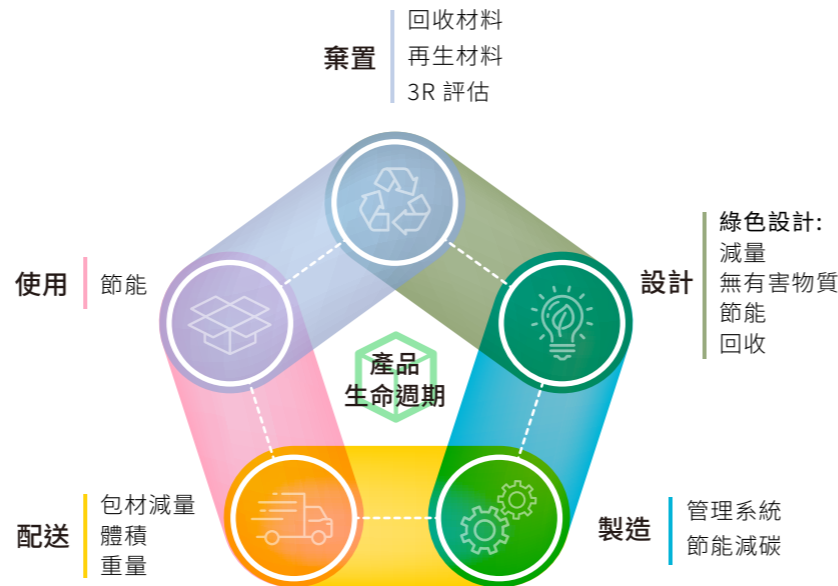 棄置
回收材料
再生材料
3R 評估
設計
綠色設計:
減量
無有害物質
節能
回收
使用
節能
產品
生命週期
配送
包材減量
體積
重量
製造
管理系統
節能減碳